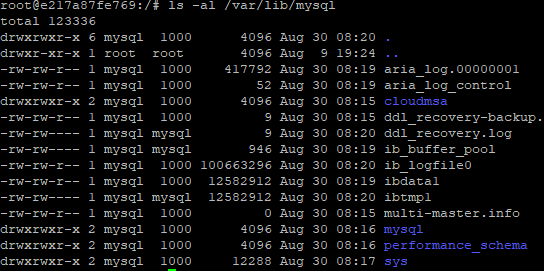 root@e217a87fe769:/# ls -al /var/lib/mysql
total 123336
drwxrwxr-x 6 mysql  1000      4096 Aug 30 08:20 .
drwxr-xr-x 1 root  root       4096 Aug  9 19:24 ..
-rw-rw-r-- 1 mysql  1000    417792 Aug 30 08:19 aria_log.00000001
-rw-rw-r-- 1 mysql  1000        52 Aug 30 08:19 aria_log_control
drwxrwxr-x 2 mysql  1000      4096 Aug 30 08:15 cloudmsa
-rw-rw-r-- 1 mysql  1000         9 Aug 30 08:15 ddl_recovery-backup.
-rw-rw---- 1 mysql mysql         9 Aug 30 08:20 ddl_recovery.log
-rw-rw---- 1 mysql mysql       946 Aug 30 08:19 ib_buffer_pool
-rw-rw-r-- 1 mysql  1000 100663296 Aug 30 08:20 ib_logfile0
-rw-rw-r-- 1 mysql  1000  12582912 Aug 30 08:19 ibdata1
-rw-rw---- 1 mysql mysql  12582912 Aug 30 08:20 ibtmp1
-rw-rw-r-- 1 mysql  1000         0 Aug 30 08:15 multi-master.info
drwxrwxr-x 2 mysql  1000      4096 Aug 30 08:16 mysql
drwxrwxr-x 2 mysql  1000      4096 Aug 30 08:16 performance_schema
drwxrwxr-x 2 mysql  1000     12288 Aug 30 08:17 sys